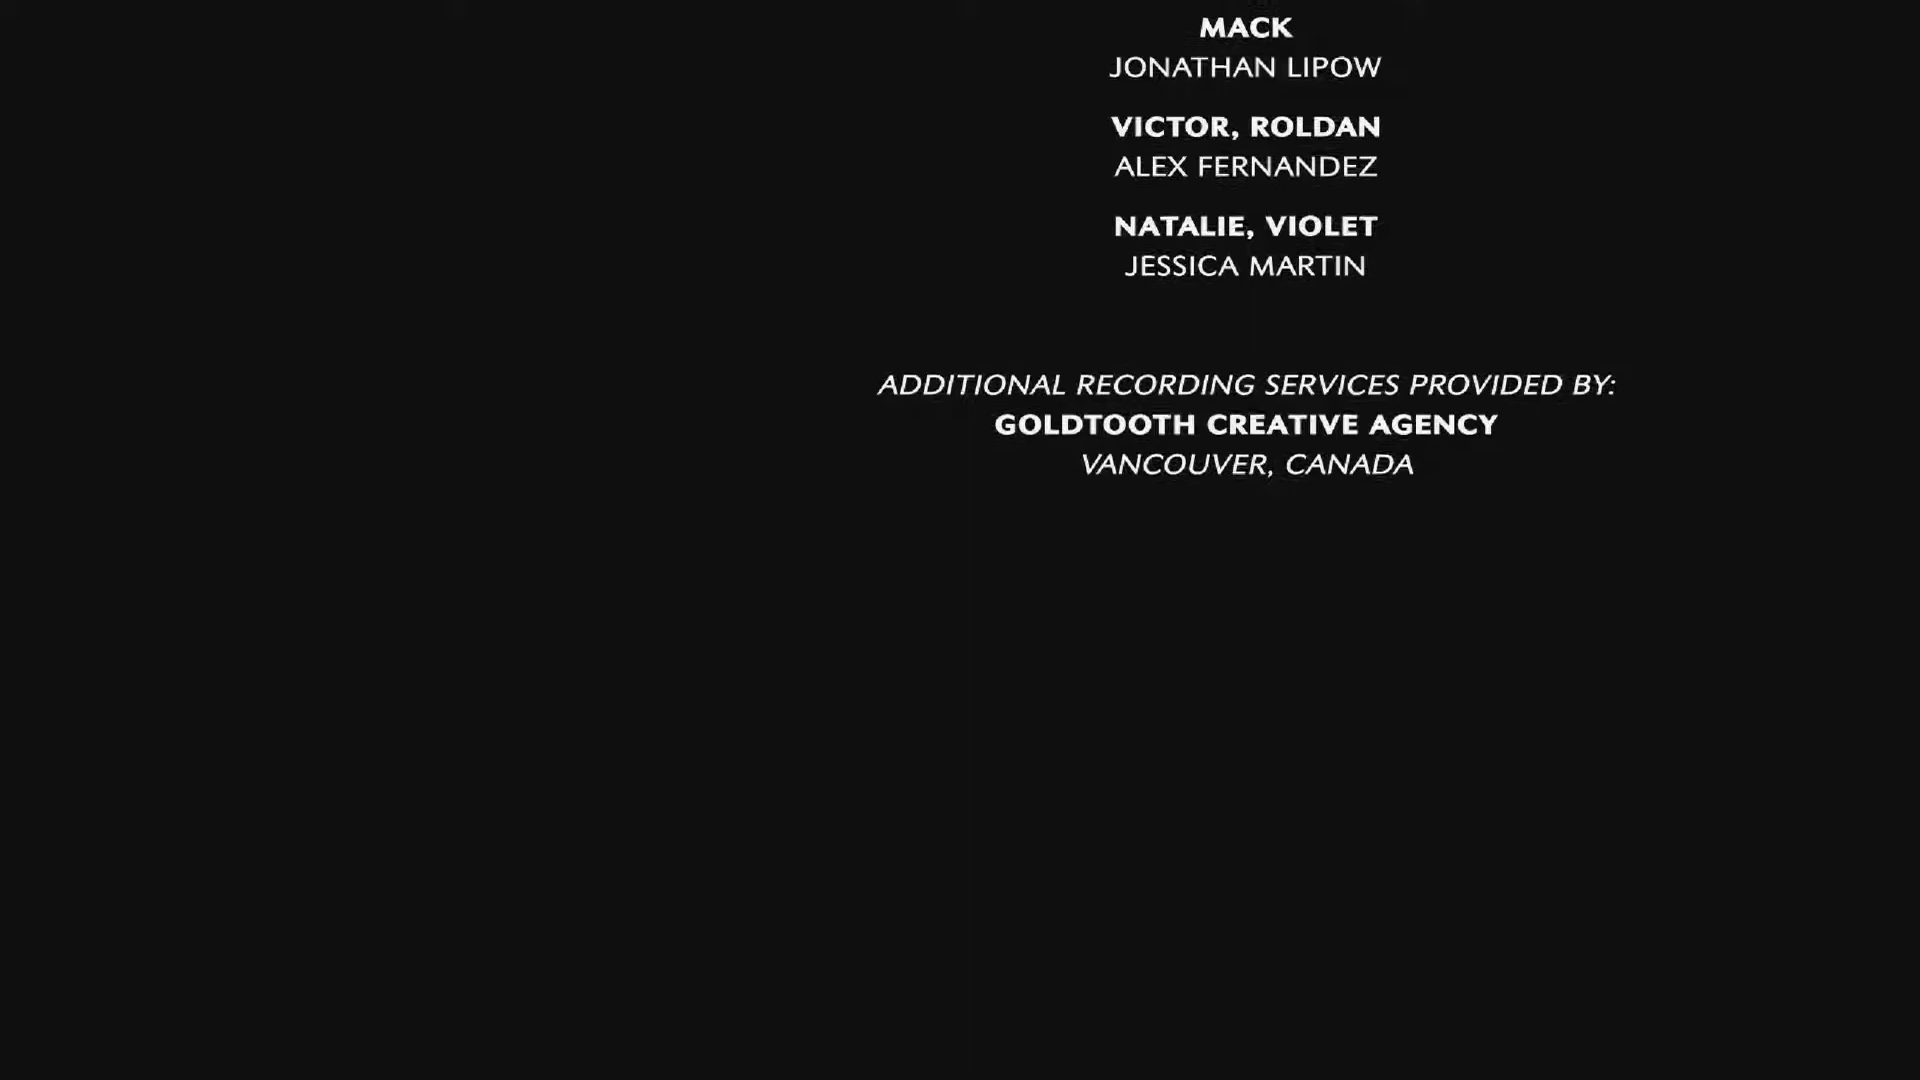 MACK
JONATHAN LIPOW
VICTOR, ROLDAN
ALEX FERNANDEZ
NATALIE, VIOLET
JESSICA MARTIN
ADDITIONAL RECORDING SERVICES PROVIDED BY:
GOLDTOOTH CREATIVE AGENCY
VANCOUVER, CANADA